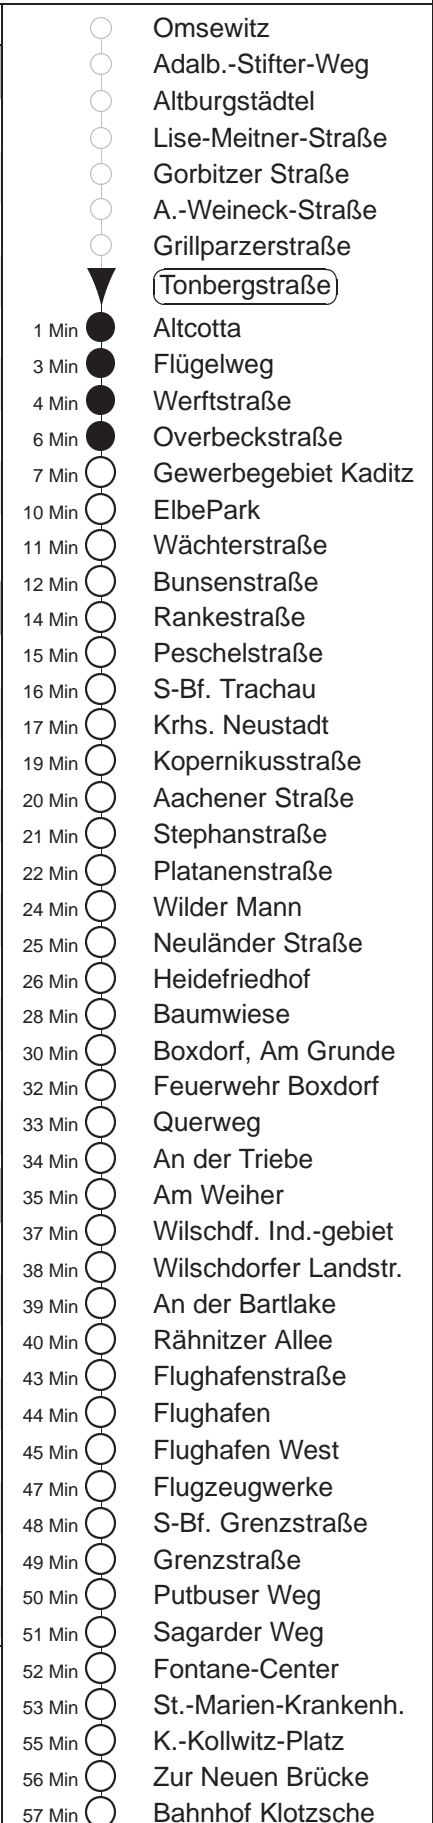 Omsewitz
Adalb.-Stifter-Weg
Altburgstädtel
Lise-Meitner-Straße
Gorbitzer Straße
A.-Weineck-Straße
Grillparzerstraße
Tonbergstraße
1 Min Altcotta
3 Min Flügelweg
4 Min Werftstraße
6 Min Overbeckstraße
7 Min Gewerbegebiet Kaditz
10 Min ElbePark
11 Min Wächterstraße
12 Min Bunsenstraße
14 Min Rankestraße
15 Min Peschelstraße
16 Min S-Bf. Trachau
17 Min Krhs. Neustadt
19 Min Kopernikusstraße
20 Min Aachener Straße
21 Min Stephanstraße
22 Min Platanenstraße
24 Min Wilder Mann
25 Min Neuländer Straße
26 Min Heidefriedhof
28 Min Baumwiese
30 Min Boxdorf, Am Grunde
32 Min Feuerwehr Boxdorf
33 Min Querweg
34 Min An der Triebe
35 Min Am Weiher
37 Min Wilschdf. Ind.-gebiet
38 Min Wilschdorfer Landstr.
39 Min An der Bartlake
40 Min Rähnitzer Allee
43 Min Flughafenstraße
44 Min Flughafen
45 Min Flughafen West
47 Min Flugzeugwerke
48 Min S-Bf. Grenzstraße
49 Min Grenzstraße
50 Min Putbuser Weg
51 Min Sagarder Weg
52 Min Fontane-Center
53 Min St.-Marien-Krankenh.
55 Min K.-Kollwitz-Platz
56 Min Zur Neuen Brücke
57 Min Bahnhof Klotzsche